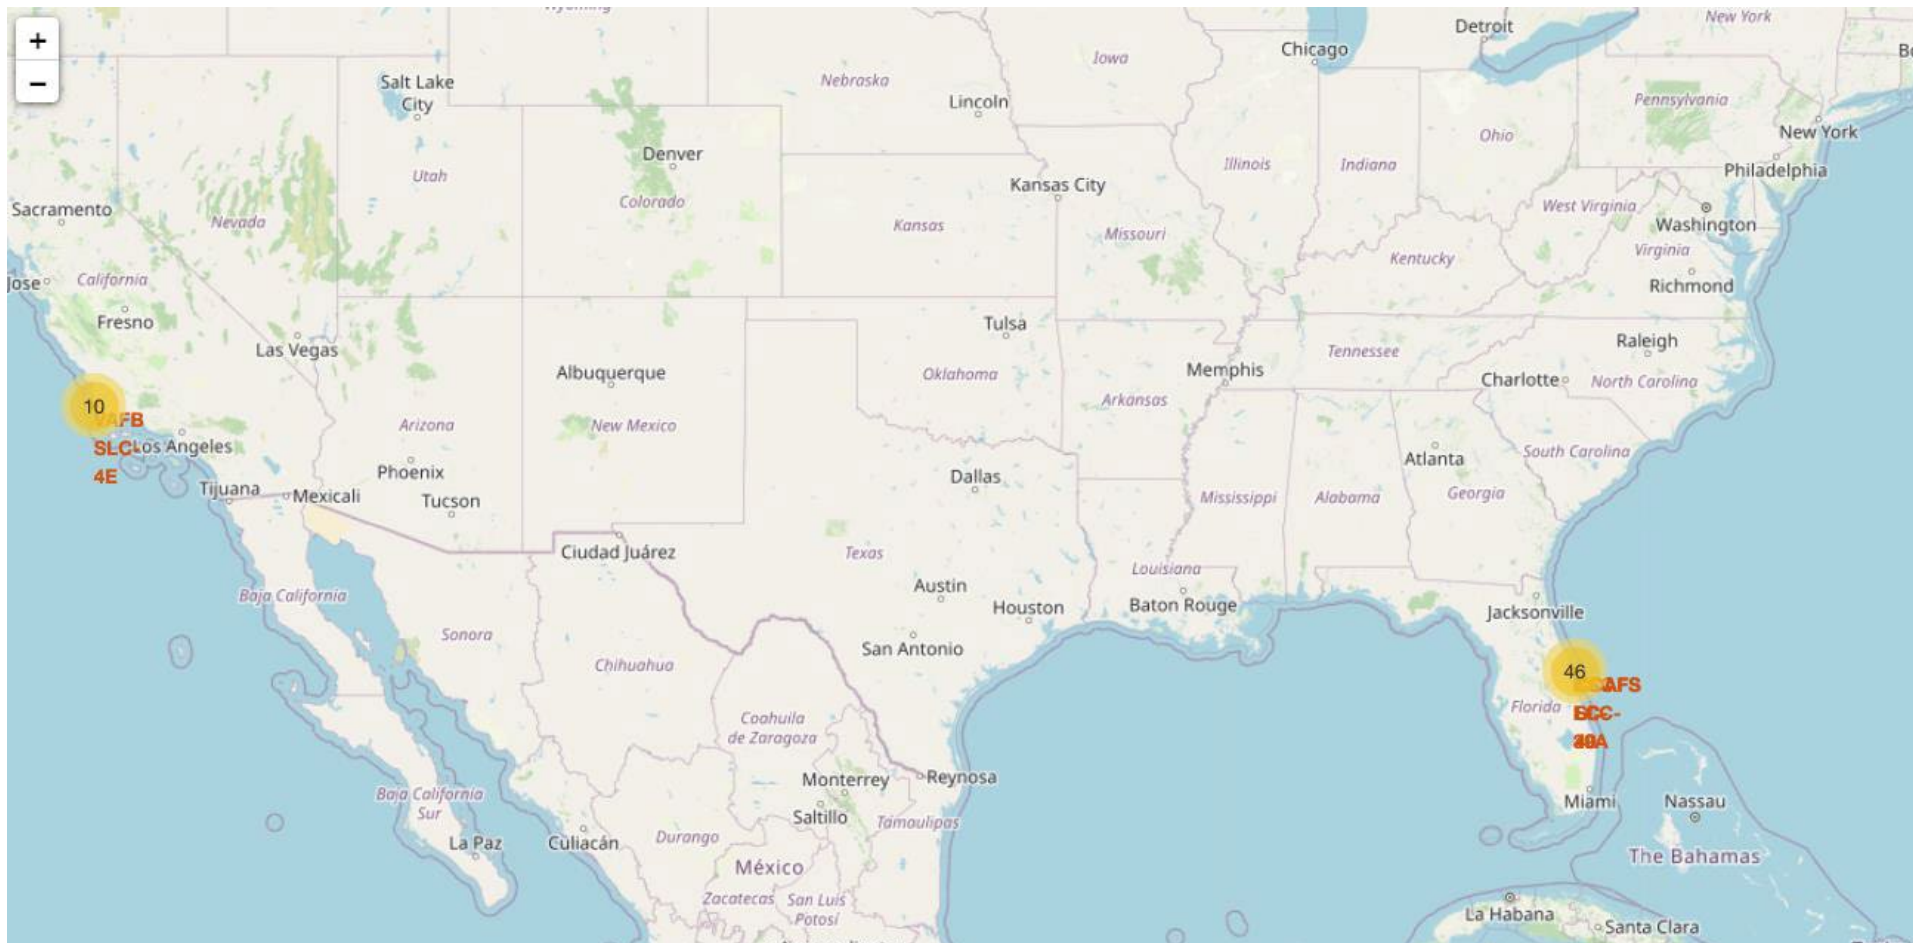 +
−
Wyoming
Detroit
New York
Chicago
Iowa
Salt Lake
City
Nebraska
Lincoln
Pennsylvania
New York
Ohio
Denver
Illinois
Indiana
Philadelphia
Utah
Kansas City
Colorado
Sacramento
Nevada
West Virginia
Washington
Kansas
Missouri
Virginia
Kentucky
California
Jose
Richmond
Fresno
Tulsa
Las Vegas
Raleigh
Tennessee
Albuquerque
Oklahoma
Memphis
Charlotte
North Carolina
10
Arkansas
VAFB
SLC-
4E
Los Angeles
Arizona
New Mexico
Atlanta
South Carolina
Phoenix
Dallas
Tijuana
Mexicali
Tucson
Mississippi
Alabama
Georgia
Ciudad Juárez
Texas
Louisiana
Austin
Baja California
Houston
Baton Rouge
Jacksonville
Sonora
San Antonio
Chihuahua
46
Florida
Coahuila
de Zaragoza
Monterrey
Reynosa
Baja California
Sur
Saltillo
Tamaulipas
Miami
Nassau
La Paz
Culiacán
Durango
México
The Bahamas
Zacatecas
San Luis
Potosí
La Habana
Santa Clara